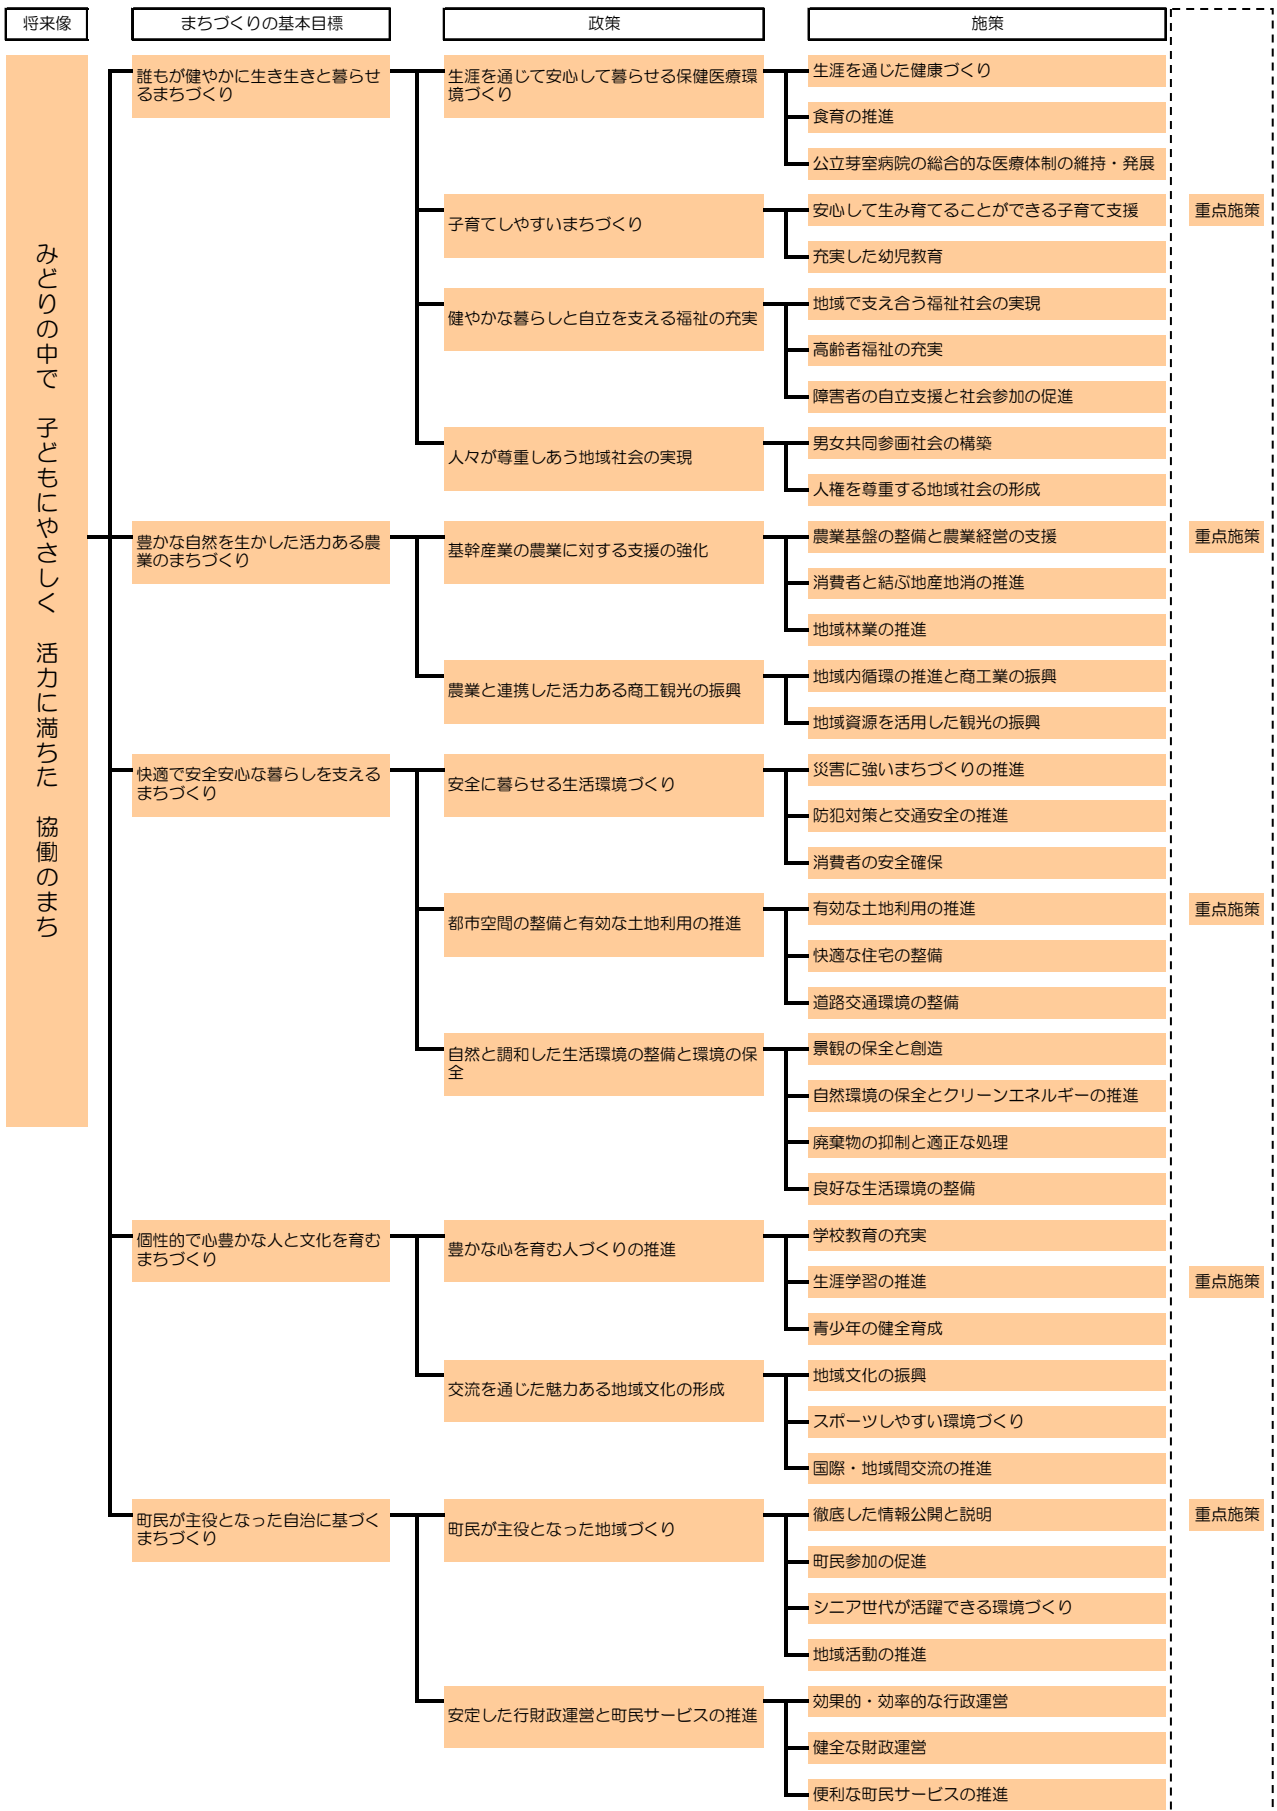 将来像
まちづくりの基本目標
政策
施策
みどりの中で　子どもにやさしく　活力に満ちた　協働のまち
誰もが健やかに生き生きと暮らせ
るまちづくり
生涯を通じて安心して暮らせる保健医療環
境づくり
生涯を通じた健康づくり
食育の推進
公立芽室病院の総合的な医療体制の維持・発展
子育てしやすいまちづくり
安心して生み育てることができる子育て支援
重点施策
充実した幼児教育
健やかな暮らしと自立を支える福祉の充実
地域で支え合う福祉社会の実現
高齢者福祉の充実
障害者の自立支援と社会参加の促進
人々が尊重しあう地域社会の実現
男女共同参画社会の構築
人権を尊重する地域社会の形成
豊かな自然を生かした活力ある農
業のまちづくり
基幹産業の農業に対する支援の強化
農業基盤の整備と農業経営の支援
重点施策
消費者と結ぶ地産地消の推進
地域林業の推進
農業と連携した活力ある商工観光の振興
地域内循環の推進と商工業の振興
地域資源を活用した観光の振興
快適で安全安心な暮らしを支える
まちづくり
安全に暮らせる生活環境づくり
災害に強いまちづくりの推進
防犯対策と交通安全の推進
消費者の安全確保
都市空間の整備と有効な土地利用の推進
有効な土地利用の推進
重点施策
快適な住宅の整備
道路交通環境の整備
自然と調和した生活環境の整備と環境の保
全
景観の保全と創造
自然環境の保全とクリーンエネルギーの推進
廃棄物の抑制と適正な処理
良好な生活環境の整備
個性的で心豊かな人と文化を育む
まちづくり
豊かな心を育む人づくりの推進
学校教育の充実
生涯学習の推進
重点施策
青少年の健全育成
交流を通じた魅力ある地域文化の形成
地域文化の振興
スポーツしやすい環境づくり
国際・地域間交流の推進
町民が主役となった自治に基づく
まちづくり
町民が主役となった地域づくり
徹底した情報公開と説明
重点施策
町民参加の促進
シニア世代が活躍できる環境づくり
地域活動の推進
安定した行財政運営と町民サービスの推進
効果的・効率的な行政運営
健全な財政運営
便利な町民サービスの推進